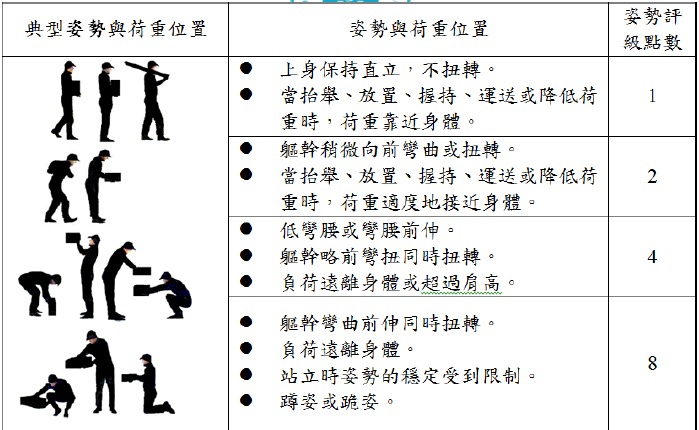 典型姿勢與荷重位置
姿勢與荷重位置
姿勢評
級點數
● 上身保持直立，不扭轉。
● 當抬舉、放置、握持、運送或降低荷
重時，荷重靠近身體。
1
● 軀幹稍微向前彎曲或扭轉。
● 當抬舉、放置、握持、運送或降低荷
重時，荷重適度地接近身體。
2
● 低彎腰或彎腰前伸。
● 軀幹略前彎扭同時扭轉。
● 負荷遠離身體或超過肩高。
4
● 軀幹彎曲前伸同時扭轉。
● 負荷遠離身體。
● 站立時姿勢的穩定受到限制。
● 蹲姿或跪姿。
8